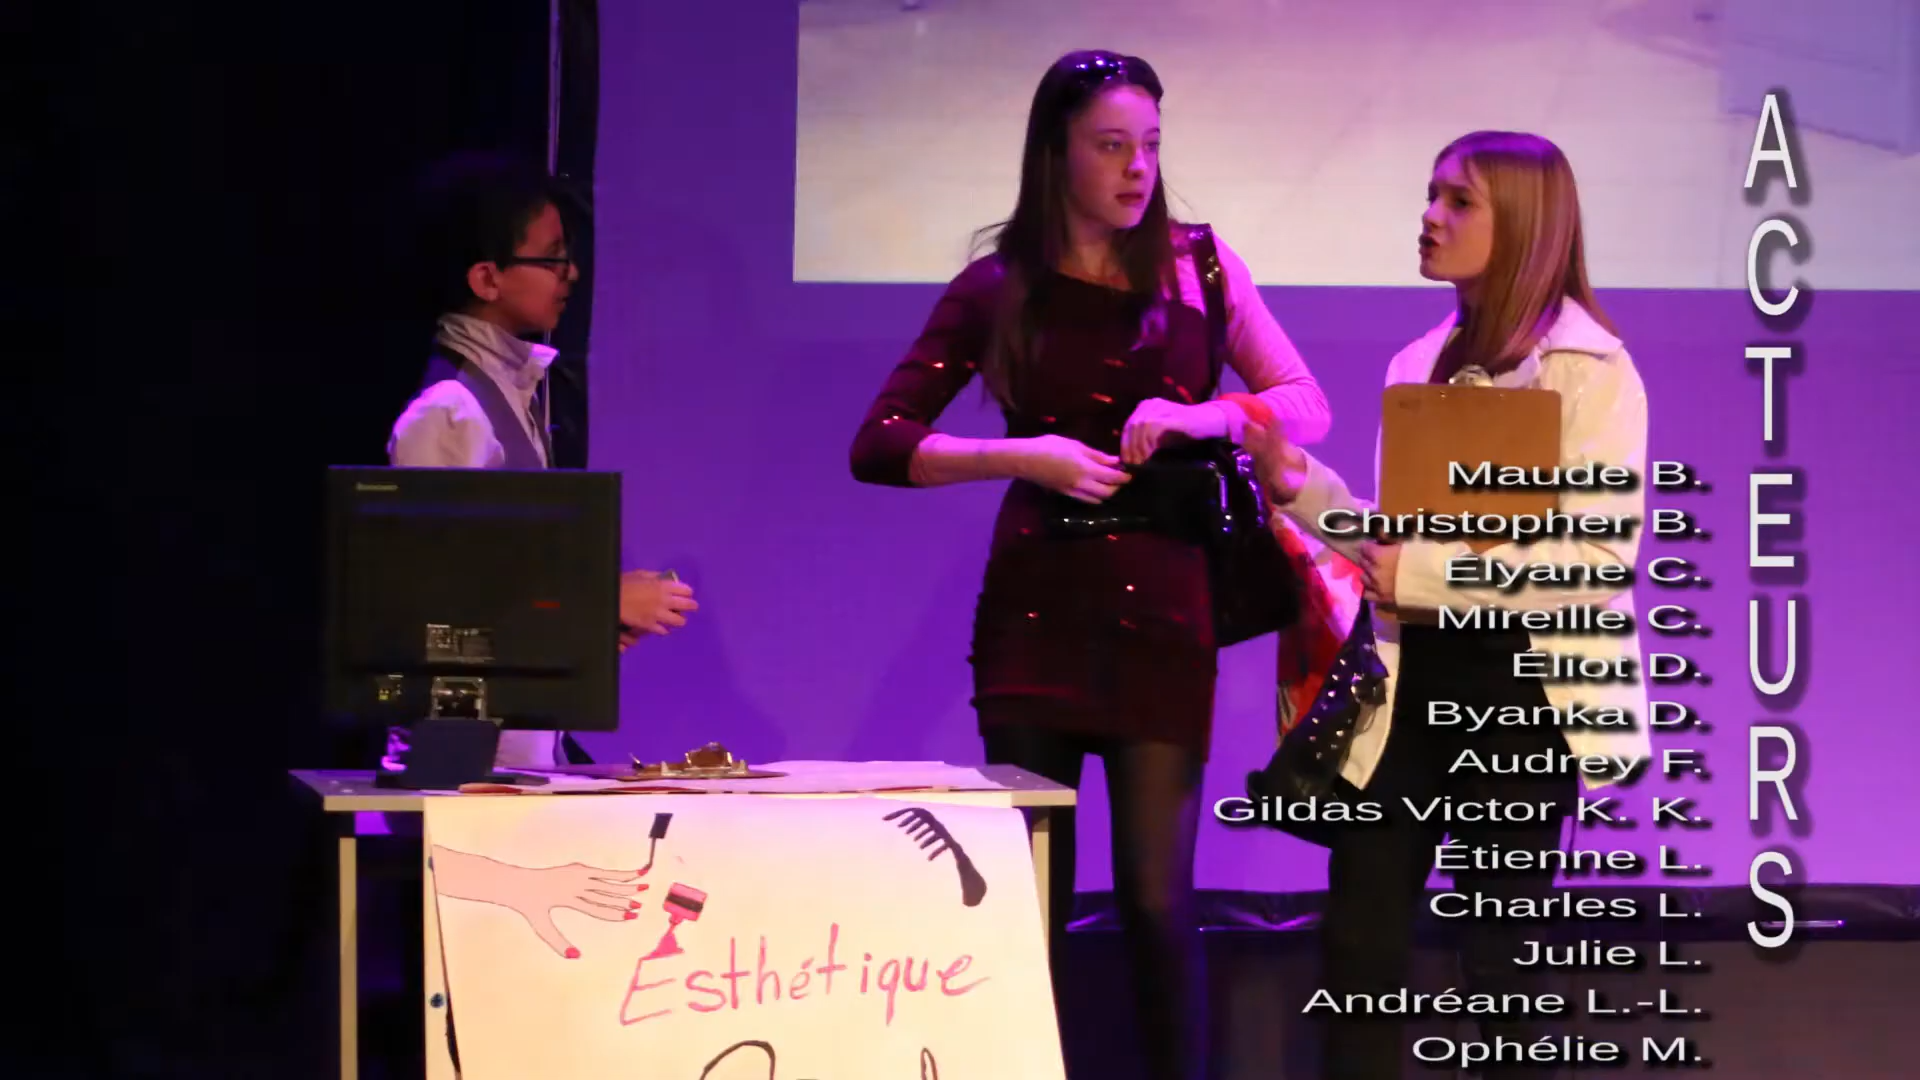 ACTEURS
Maude B.
Christopher B.
Élyane C.
Mireille C.
Éliot D.
Byanka D.
Audrey F.
Gildas Victor K. K.
Étienne L.
Charles L.
Julie L.
Andréane L.-L.
Ophélie M.
Esthétique